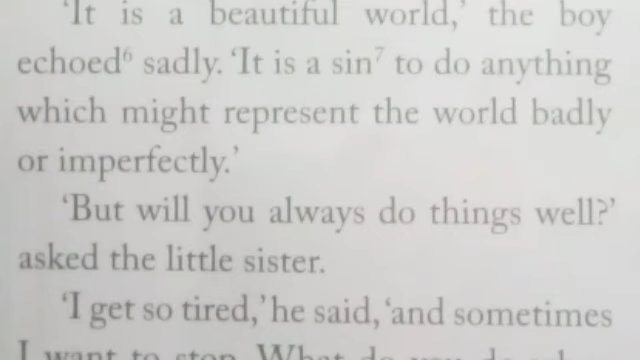 'It is a beautiful world,' the boy
echoed⁶ sadly. 'It is a sin⁷ to do anything
which might represent the world badly
or imperfectly.'
'But will you always do things well?'
asked the little sister.
'I get so tired,' he said, 'and sometimes
I want to stop. What do you do when